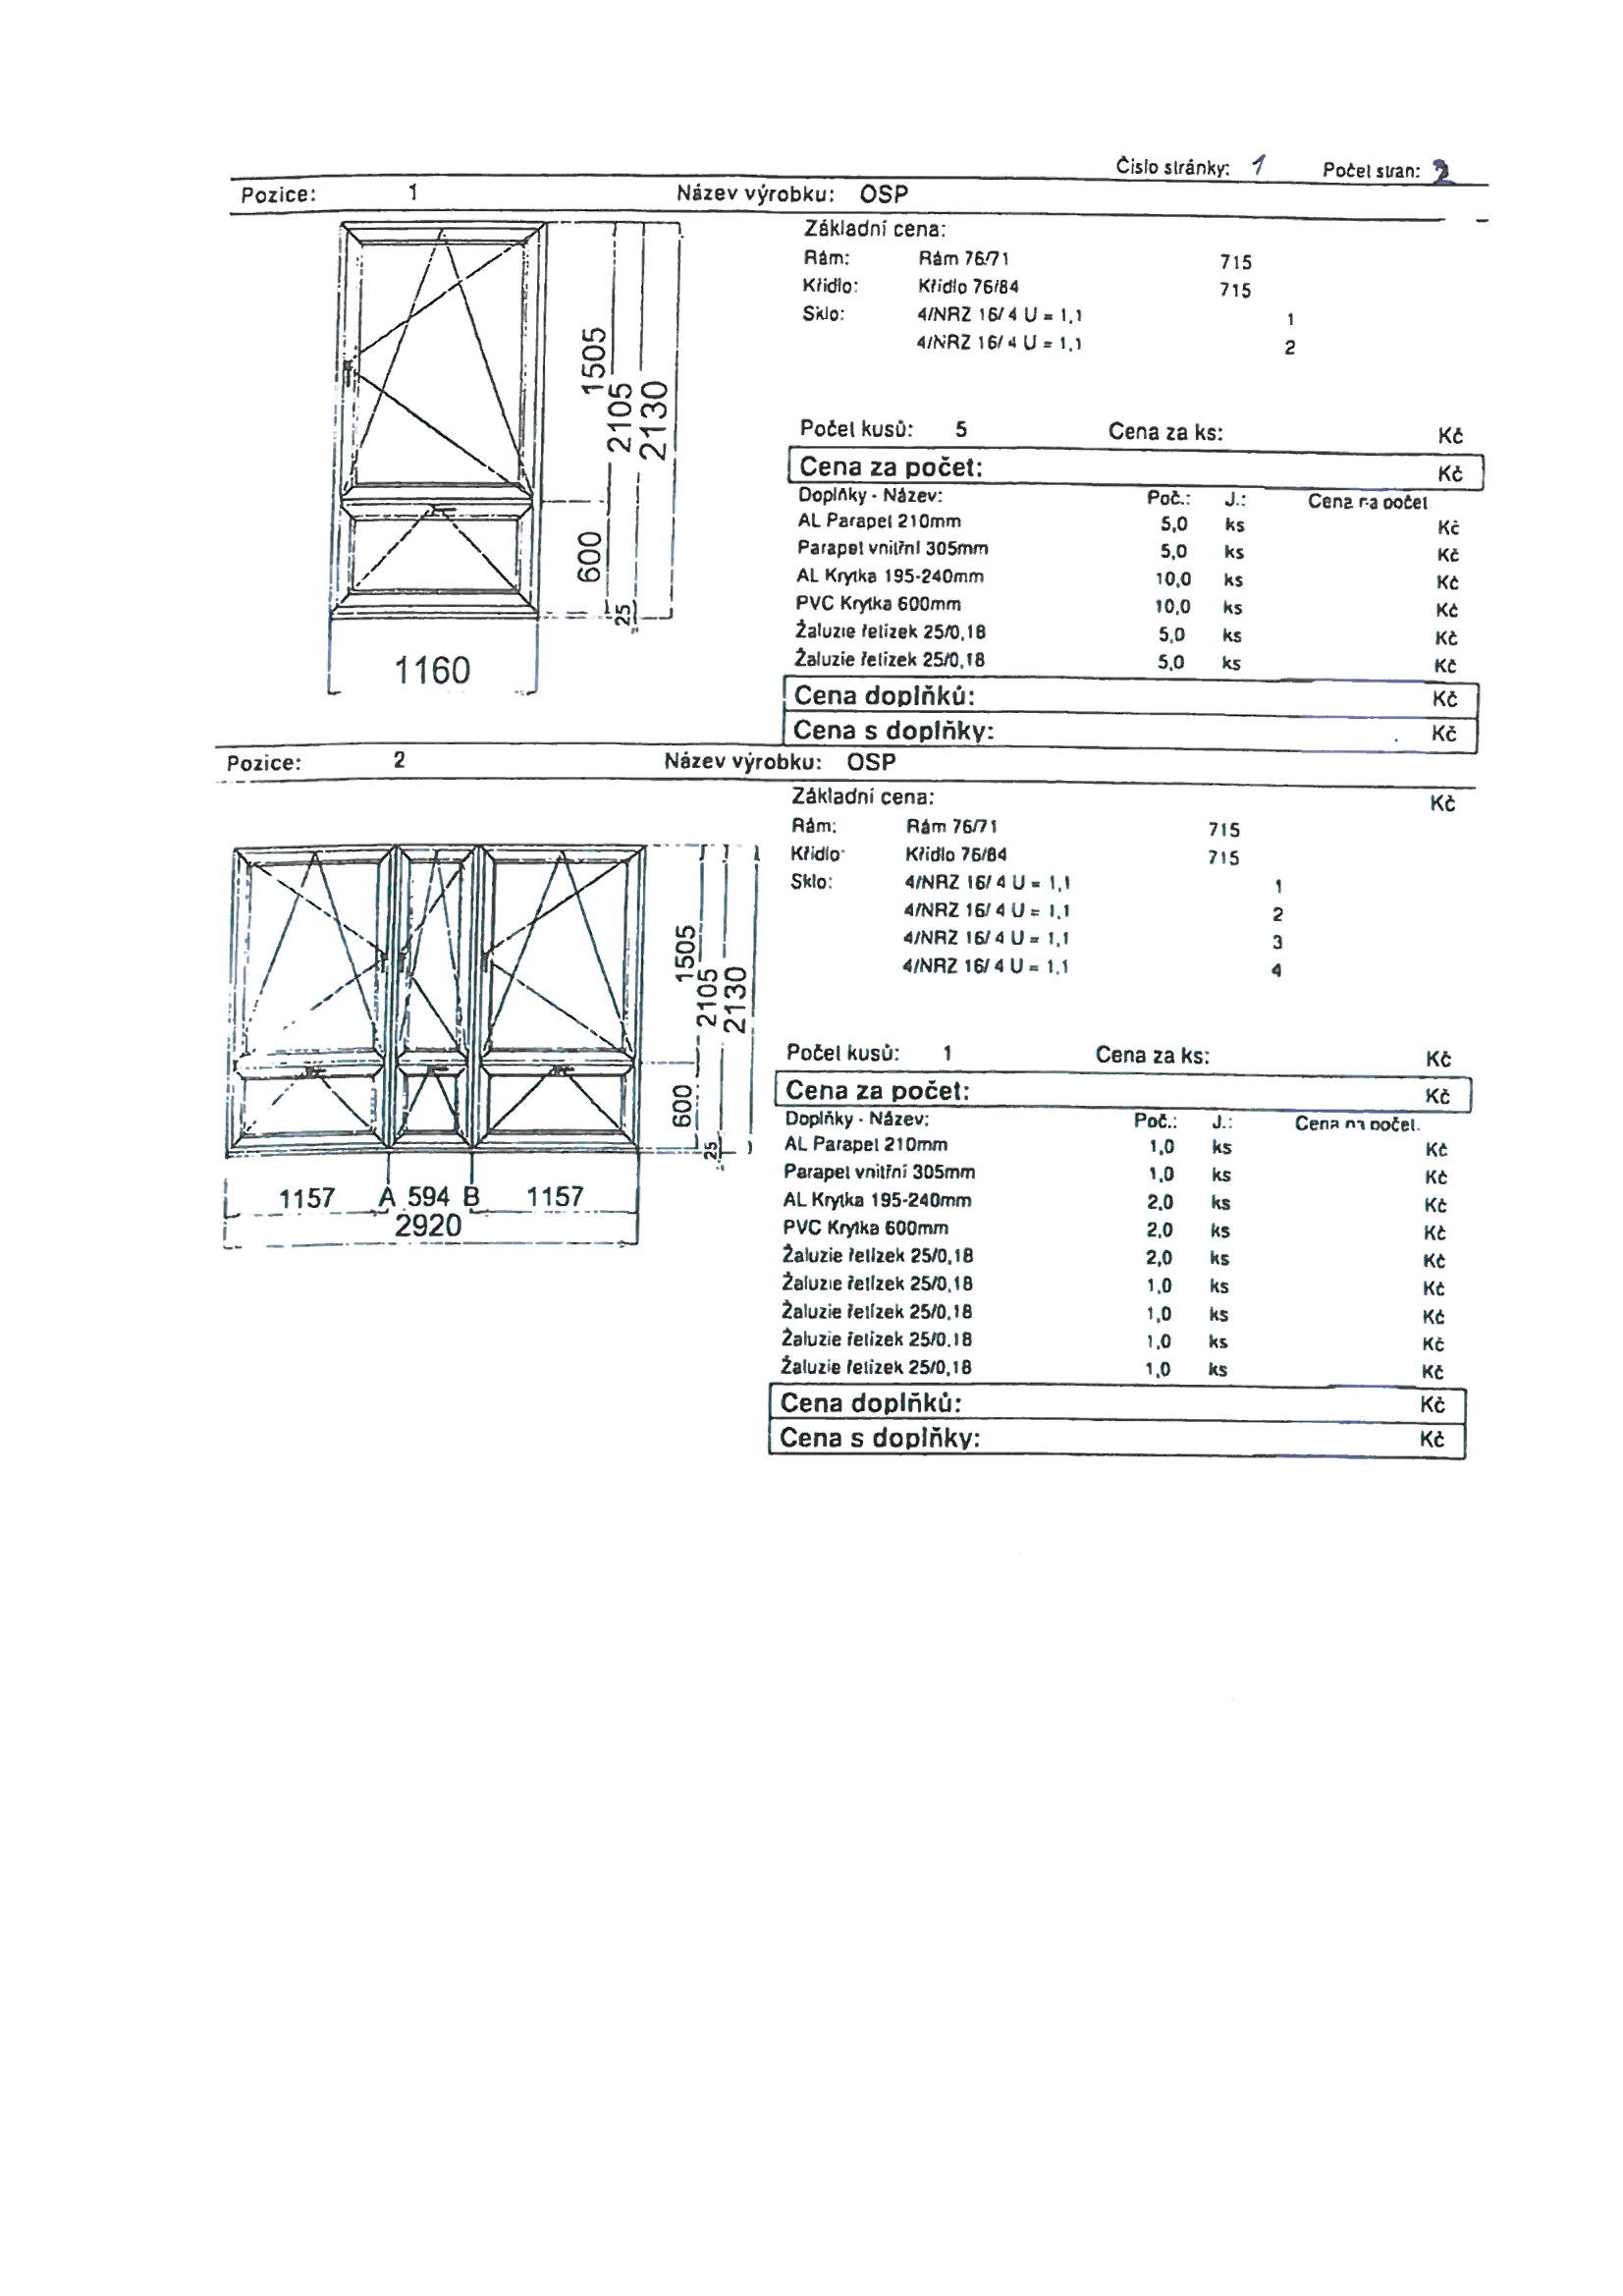 Číslo stránky: 1 Počet stran: 2
Pozice: 1 Název výrobku: OSP
Základní cena:
Rám: Rám 76/71 715
Křídlo: Křídlo 76/84 715
Sklo: 4/NRZ 16/ 4 U = 1,1 1
4/NRZ 16/ 4 U = 1,1 2
1505
2105
2130
600
25
1160
Počet kusů: 5 Cena za ks: Kč
Cena za počet: Kč
Doplňky - Název: Poč.: J.: Cena na počet
AL Parapet 210mm 5,0 ks Kč
Parapet vnitřní 305mm 5,0 ks Kč
AL Krytka 195-240mm 10,0 ks Kč
PVC Krytka 600mm 10,0 ks Kč
Žaluzie řetízek 25/0,18 5,0 ks Kč
Žaluzie řetízek 25/0,18 5,0 ks Kč
Cena doplňků: Kč
Cena s doplňky: Kč
Pozice: 2 Název výrobku: OSP
Základní cena: Kč
Rám: Rám 76/71 715
Křídlo Křídlo 76/84 715
Sklo: 4/NRZ 16/ 4 U = 1,1 1
4/NRZ 16/ 4 U = 1,1 2
4/NRZ 16/ 4 U = 1,1 3
4/NRZ 16/ 4 U = 1,1 4
1505
2105
2130
600
25
1157 A 594 B 1157
2920
Počet kusů: 1 Cena za ks: Kč
Cena za počet: Kč
Doplňky - Název: Poč.: J.: Cena na počet.
AL Parapet 210mm 1,0 ks Kč
Parapet vnitřní 305mm 1,0 ks Kč
AL Krytka 195-240mm 2,0 ks Kč
PVC Krytka 600mm 2,0 ks Kč
Žaluzie řetízek 25/0,18 2,0 ks Kč
Žaluzie řetízek 25/0,18 1,0 ks Kč
Žaluzie řetízek 25/0,18 1,0 ks Kč
Žaluzie řetízek 25/0,18 1,0 ks Kč
Žaluzie řetízek 25/0,18 1,0 ks Kč
Cena doplňků: Kč
Cena s doplňky: Kč